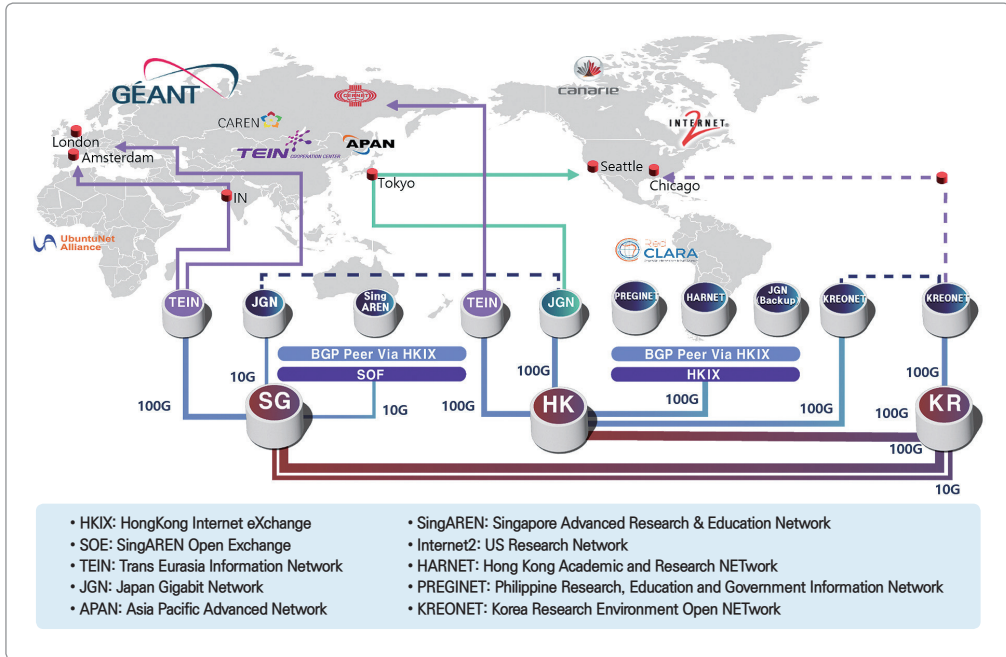 GÉANT
CERNET
canarie
CAREN
TEIN COOPERATION CENTER
APAN
INTERNET 2
London
Amsterdam
IN
Tokyo
Seattle
Chicago
UbuntuNet
Alliance
Red
CLARA
TEIN
JGN
Sing
AREN
TEIN
JGN
PREGINET
HARNET
JGN
(Backup)
KREONET
KREONET
BGP Peer Via HKIX
SOF
BGP Peer Via HKIX
HKIX
100G
10G
10G
100G
100G
100G
100G
100G
100G
100G
10G
SG
HK
KR
• HKIX: HongKong Internet eXchange
• SOE: SingAREN Open Exchange
• TEIN: Trans Eurasia Information Network
• JGN: Japan Gigabit Network
• APAN: Asia Pacific Advanced Network
• SingAREN: Singapore Advanced Research & Education Network
• Internet2: US Research Network
• HARNET: Hong Kong Academic and Research NETwork
• PREGINET: Philippine Research, Education and Government Information Network
• KREONET: Korea Research Environment Open NETwork